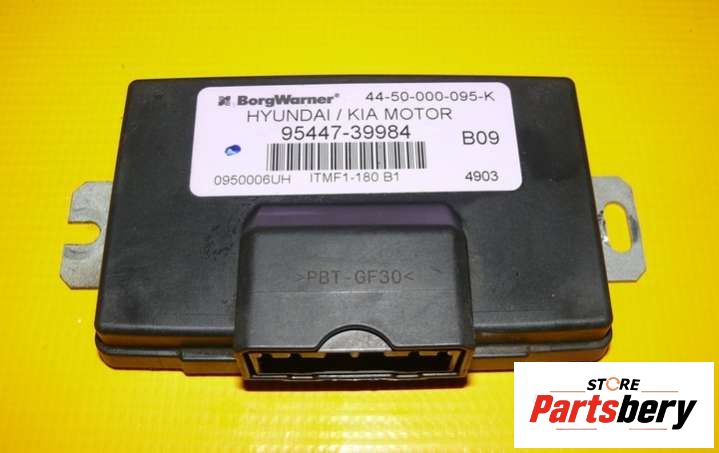 BorgWarner® 44-50-000-095-K
HYUNDAI / KIA MOTOR
95447-39984 B09
0950006UH ITMF1-180 B1 4903
>PBT-GF30<
STORE
Partsbery